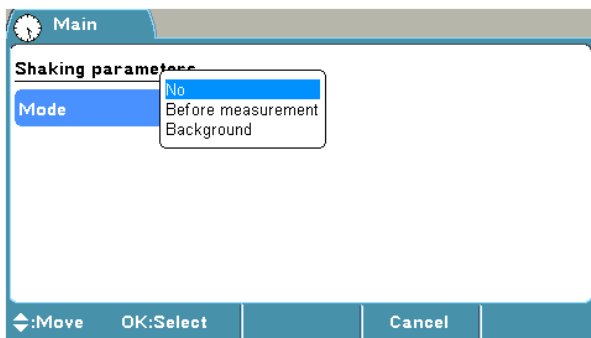 Main
Shaking parameters
No
Mode
Before measurement
Background
:Move OK:Select Cancel